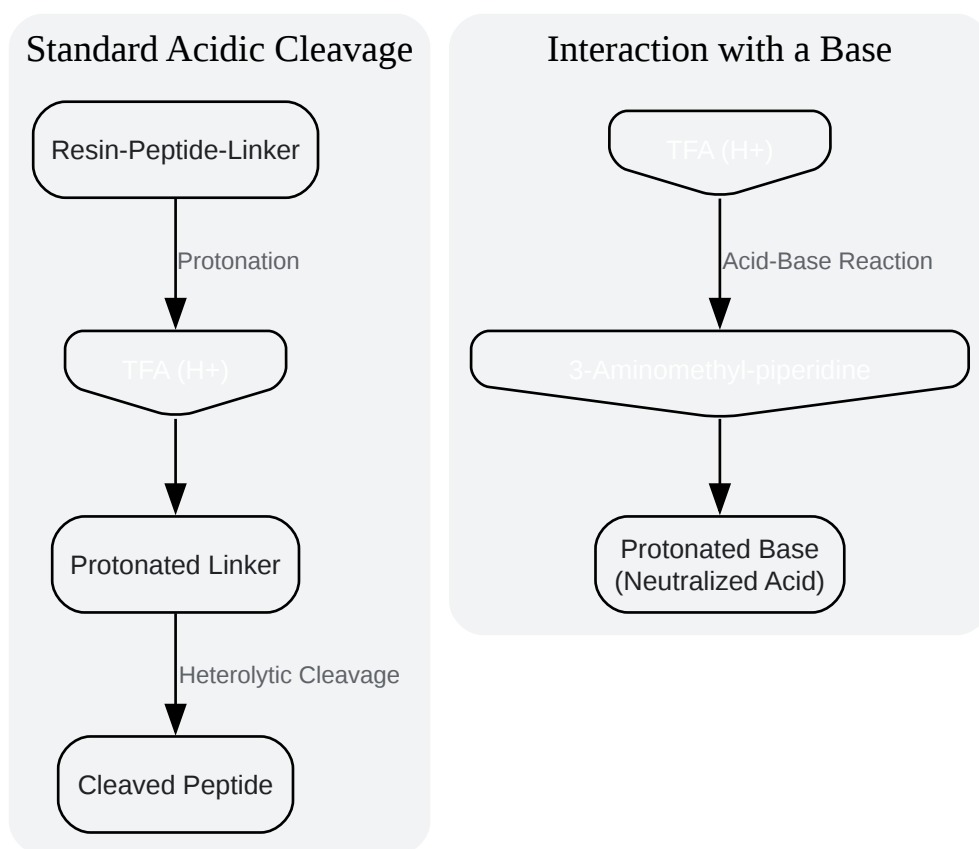 Standard Acidic Cleavage
Resin-Peptide-Linker
Protonation
TFA (H+)
Protonated Linker
Heterolytic Cleavage
Cleaved Peptide
Interaction with a Base
TFA (H+)
Acid-Base Reaction
3-Aminomethyl-piperidine
Protonated Base
(Neutralized Acid)